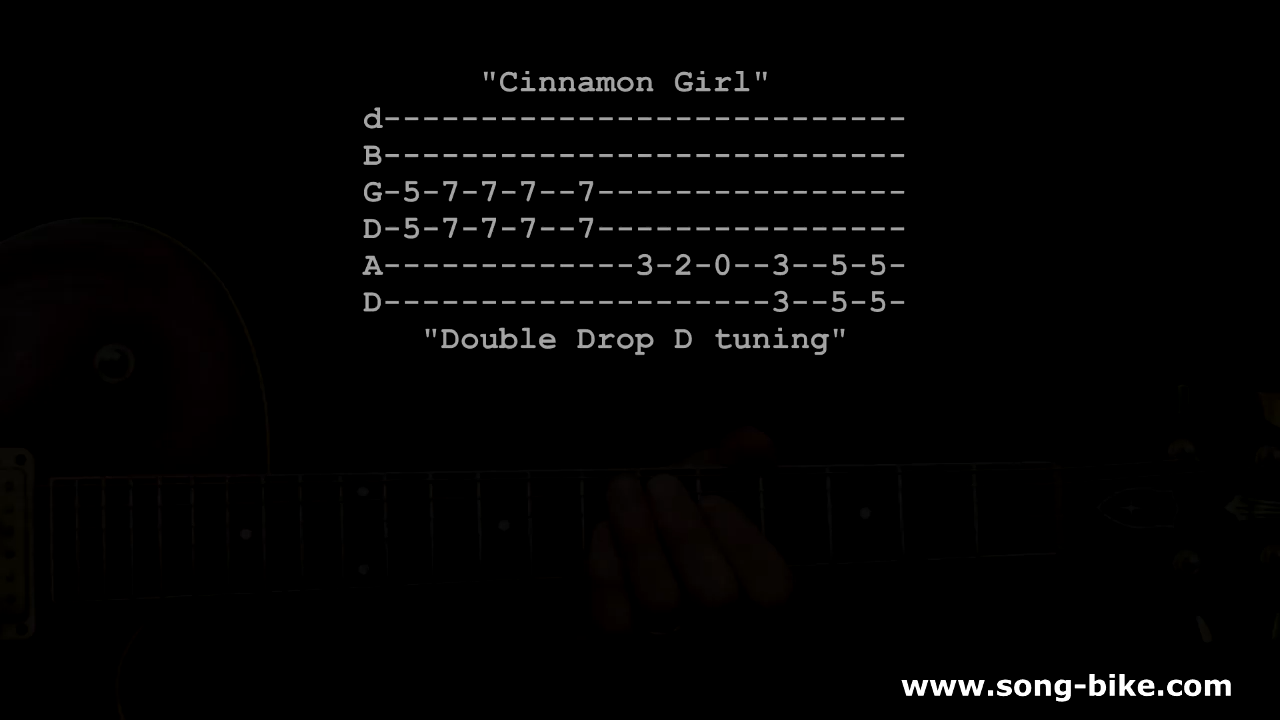 "Cinnamon Girl"
d---------------------------
B---------------------------
G-5-7-7-7--7----------------
D-5-7-7-7--7----------------
A-------------3-2-0--3--5-5-
D--------------------3--5-5-
"Double Drop D tuning"
www.song-bike.com